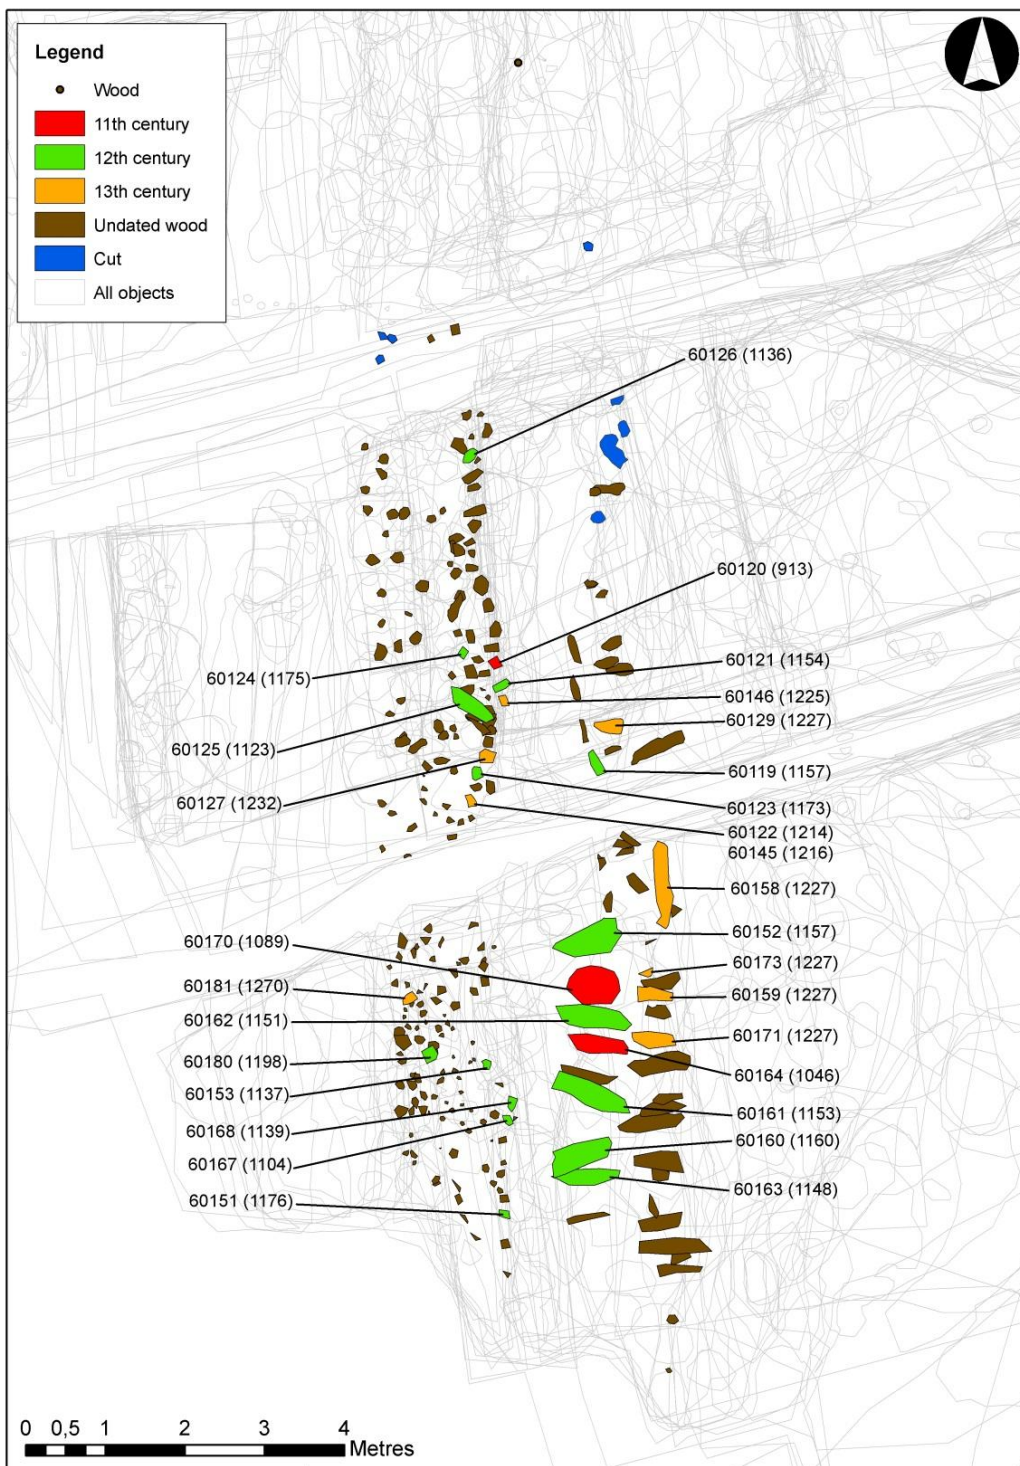 Legend
Wood
11th century
12th century
13th century
Undated wood
Cut
All objects
60126 (1136)
60120 (913)
60124 (1175)
60121 (1154)
60146 (1225)
60129 (1227)
60125 (1123)
60119 (1157)
60127 (1232)
60123 (1173)
60122 (1214)
60145 (1216)
60158 (1227)
60152 (1157)
60170 (1089)
60173 (1227)
60181 (1270)
60159 (1227)
60162 (1151)
60171 (1227)
60180 (1198)
60164 (1046)
60153 (1137)
60161 (1153)
60168 (1139)
60160 (1160)
60167 (1104)
60163 (1148)
60151 (1176)
0 0,5 1 2 3 4
Metres